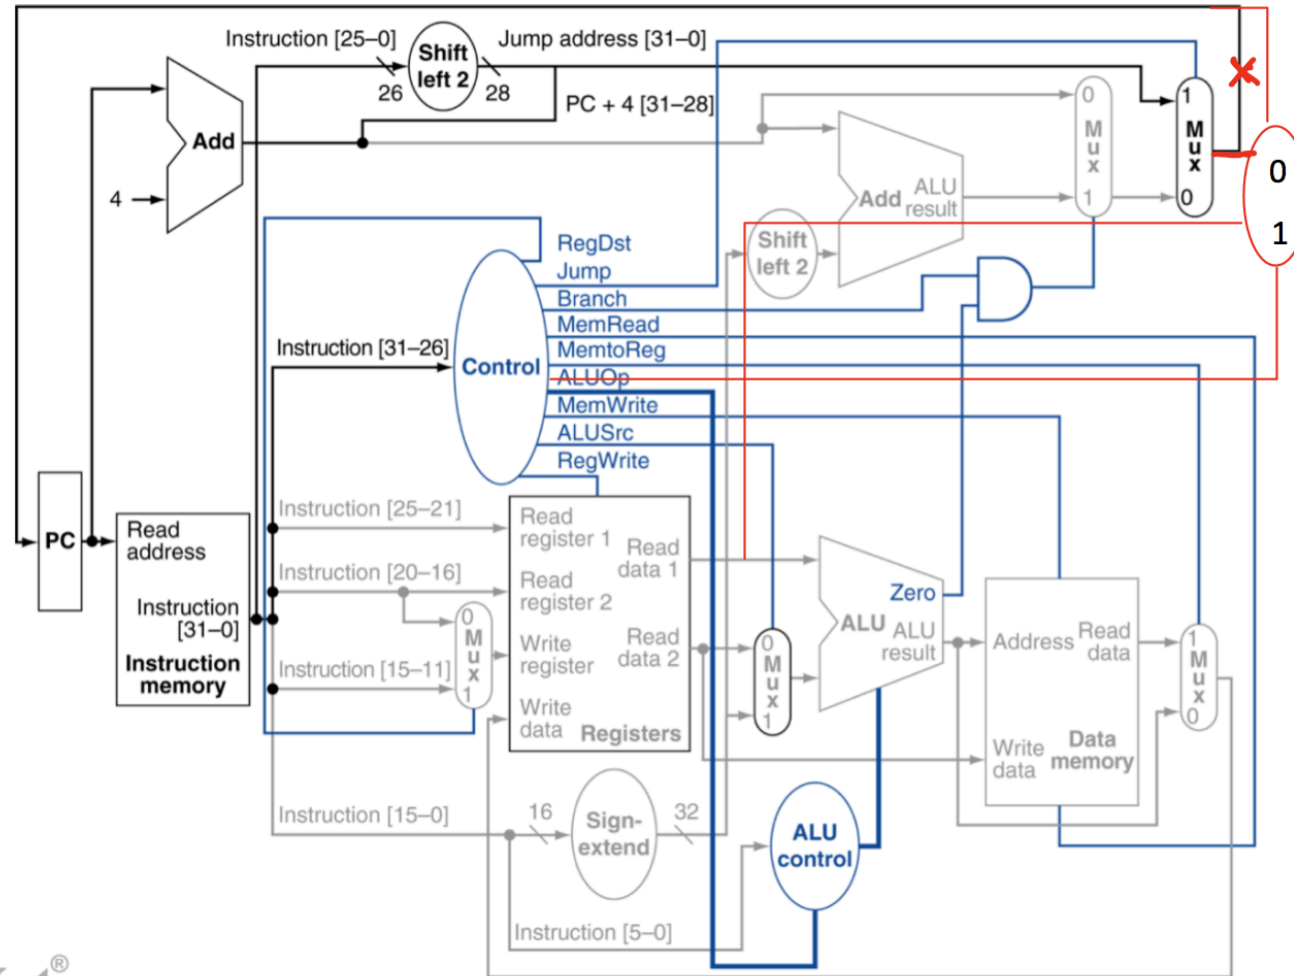 Instruction [25–0]
Shift
left 2
Jump address [31–0]
26
28
PC + 4 [31–28]
Add
4
0
M
u
x
1
1
M
u
x
0
0
1
Add
ALU
result
Shift
left 2
RegDst
Jump
Branch
MemRead
MemtoReg
ALUOp
MemWrite
ALUSrc
RegWrite
Instruction [31–26]
Control
PC
Read
address
Instruction
[31–0]
Instruction
memory
Instruction [25–21]
Instruction [20–16]
Instruction [15–11]
0
M
u
x
1
Read
register 1
Read
data 1
Read
register 2
Write
register
Read
data 2
Write
data
Registers
0
M
u
x
1
Zero
ALU
ALU
result
Address
Read
data
Write
data
Data
memory
1
M
u
x
0
Instruction [15–0]
16
Sign-
extend
32
ALU
control
Instruction [5–0]
®